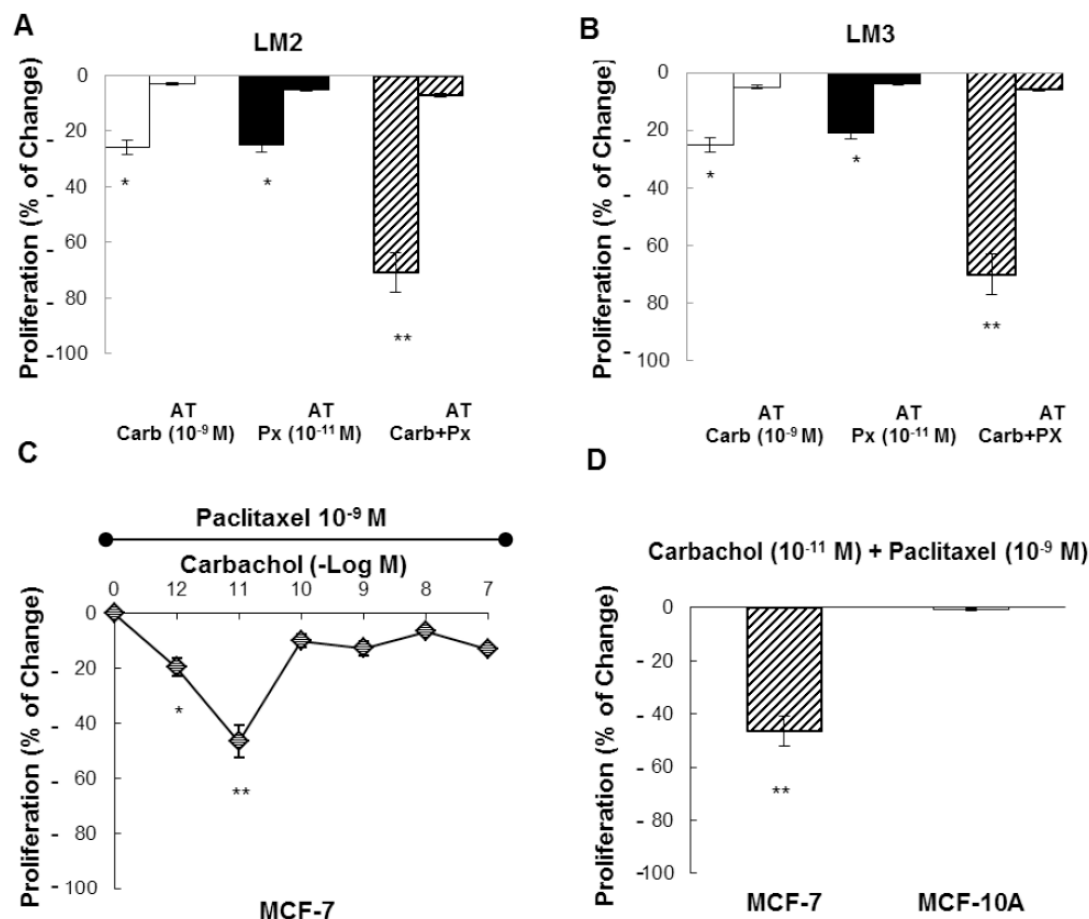 A
LM2
Proliferation (% of Change)
0
- 20
- 40
- 60
- 80
- 100
*
*
**
AT AT AT
Carb (10⁻⁹ M) Px (10⁻¹¹ M) Carb+Px
B
LM3
Proliferation (% of Change)
0
- 20
- 40
- 60
- 80
- 100
*
*
**
AT AT AT
Carb (10⁻⁹ M) Px (10⁻¹¹ M) Carb+PX
C
Paclitaxel 10⁻⁹ M
Carbachol (-Log M)
0 12 11 10 9 8 7
Proliferation (% of Change)
0
- 20
- 40
- 60
- 80
- 100
*
**
MCF-7
D
Carbachol (10⁻¹¹ M) + Paclitaxel (10⁻⁹ M)
Proliferation (% of Change)
0
- 20
- 40
- 60
- 80
- 100
**
MCF-7 MCF-10A